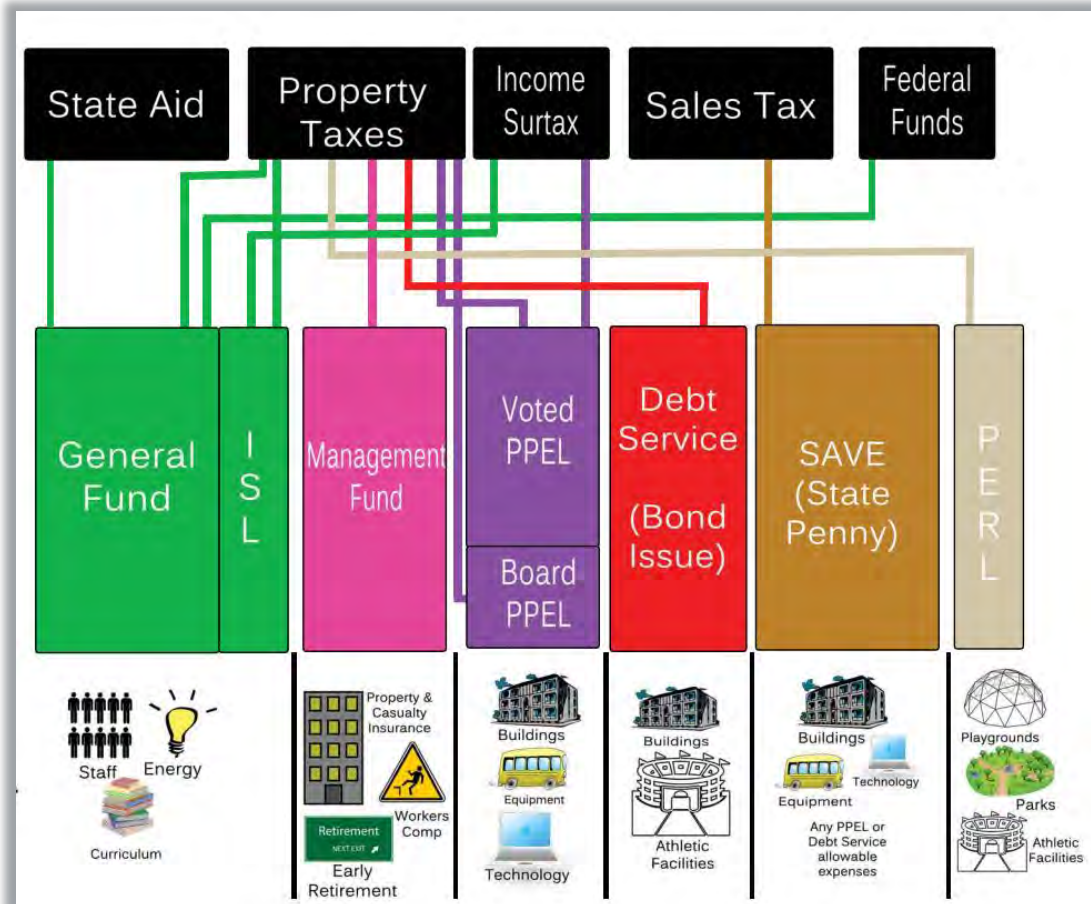 State Aid
Property
Taxes
Income
Surtax
Sales Tax
Federal
Funds
General
Fund
I
S
L
Management
Fund
Voted
PPEL
Board
PPEL
Debt
Service
(Bond
Issue)
SAVE
(State
Penny)
P
E
R
L
Staff
Energy
Curriculum
Property &
Casualty
Insurance
Workers
Comp
Retirement
NEXT EXIT
Early
Retirement
Buildings
Equipment
Technology
Buildings
Athletic
Facilities
Buildings
Equipment
Technology
Any PPEL or
Debt Service
allowable
expenses
Playgrounds
Parks
Athletic
Facilities